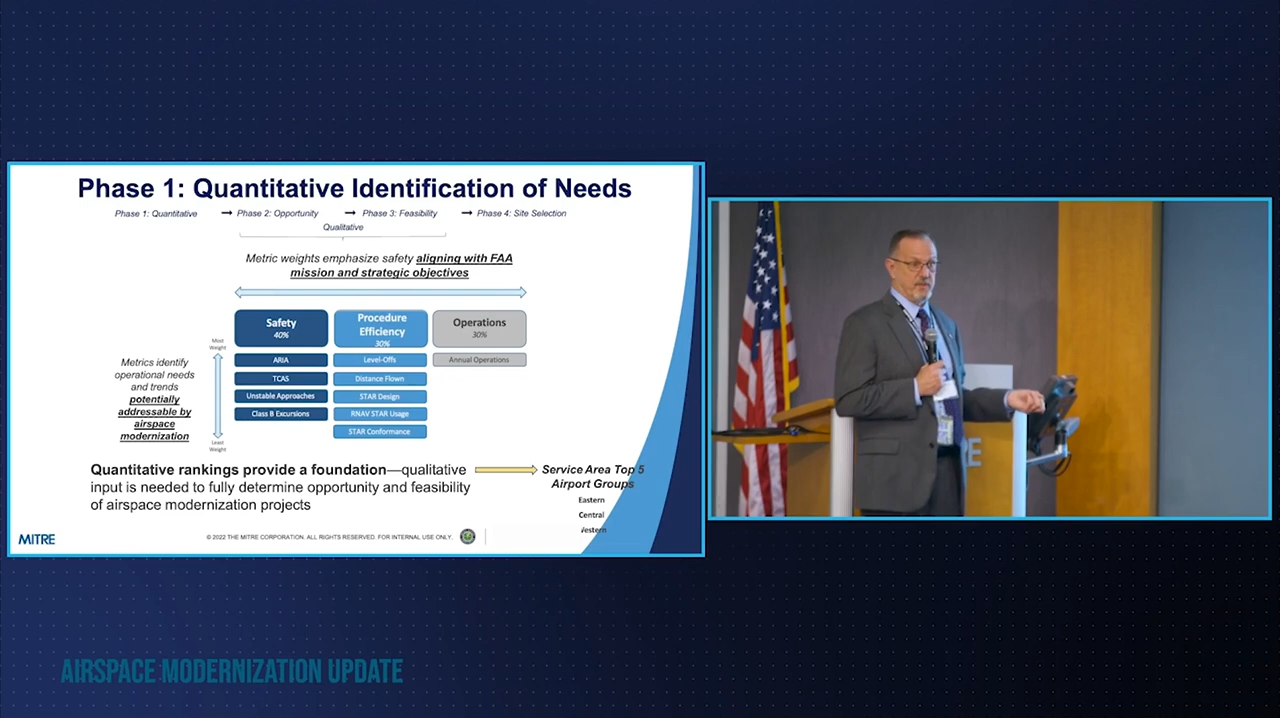 Phase 1: Quantitative Identification of Needs
Phase 1: Quantitative → Phase 2: Opportunity → Phase 3: Feasibility → Phase 4: Site Selection
Qualitative
Metric weights emphasize safety aligning with FAA
mission and strategic objectives
Safety
40%
ARIA
TCAS
Unstable Approaches
Class B Excursions
Procedure
Efficiency
30%
Level-Offs
Distance Flown
STAR Design
RNAV STAR Usage
STAR Conformance
Operations
30%
Annual Operations
Most
Weight
Least
Weight
Metrics identify
operational needs
and trends
potentially
addressable by
airspace
modernization
Quantitative rankings provide a foundation—qualitative
input is needed to fully determine opportunity and feasibility
of airspace modernization projects
Service Area Top 5
Airport Groups
Eastern
Central
Western
MITRE
© 2022 THE MITRE CORPORATION. ALL RIGHTS RESERVED. FOR INTERNAL USE ONLY.
RE
AIRSPACE MODERNIZATION UPDATE